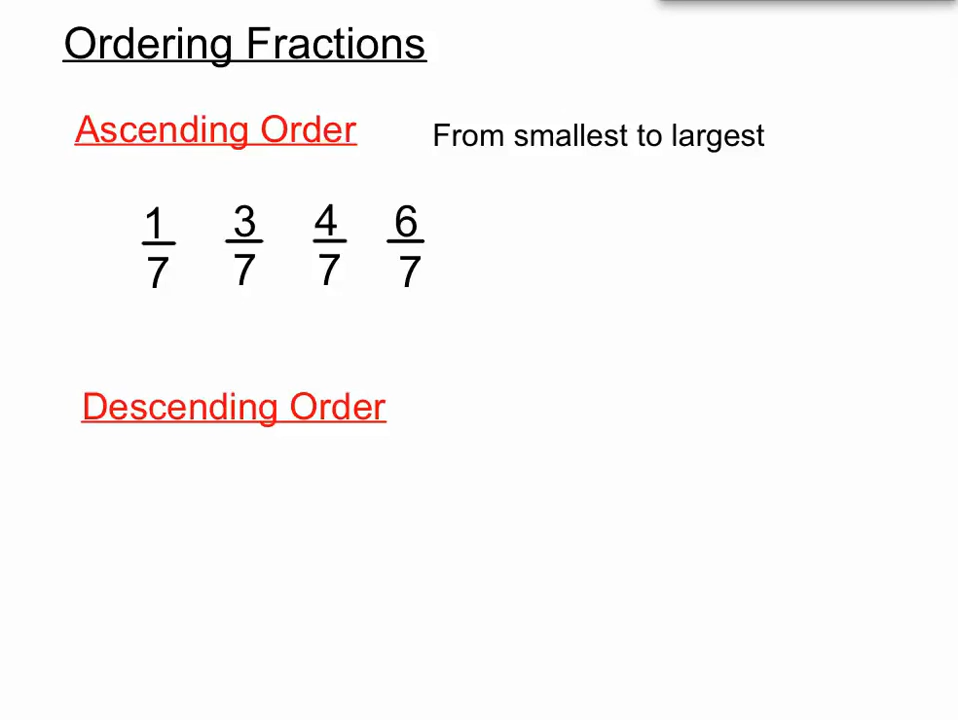 Ordering Fractions
Ascending Order From smallest to largest
1 3 4 6
7 7 7 7
Descending Order